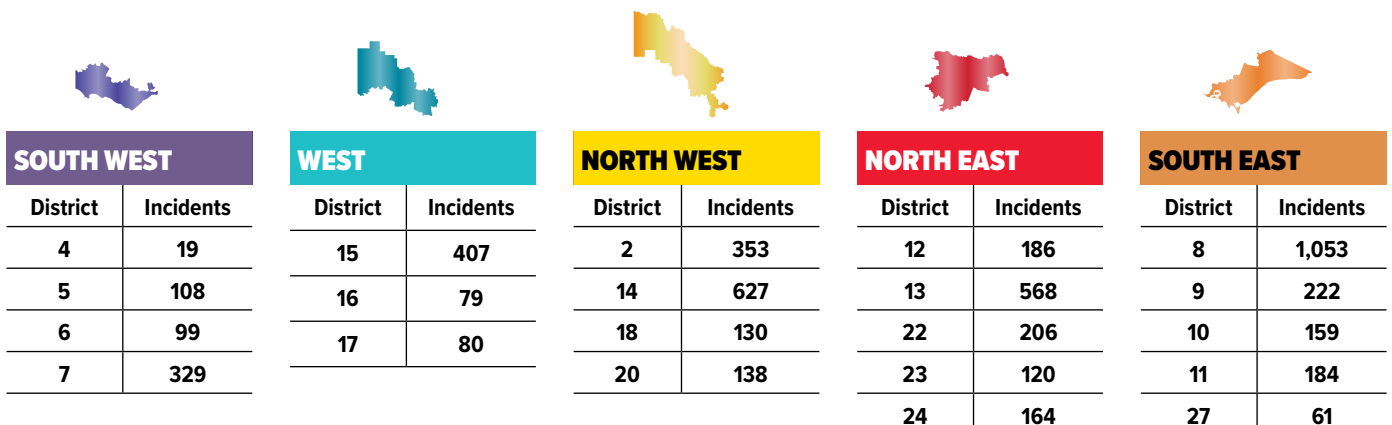 SOUTH WEST
District Incidents
4 19
5 108
6 99
7 329
WEST
District Incidents
15 407
16 79
17 80
NORTH WEST
District Incidents
2 353
14 627
18 130
20 138
NORTH EAST
District Incidents
12 186
13 568
22 206
23 120
24 164
SOUTH EAST
District Incidents
8 1,053
9 222
10 159
11 184
27 61